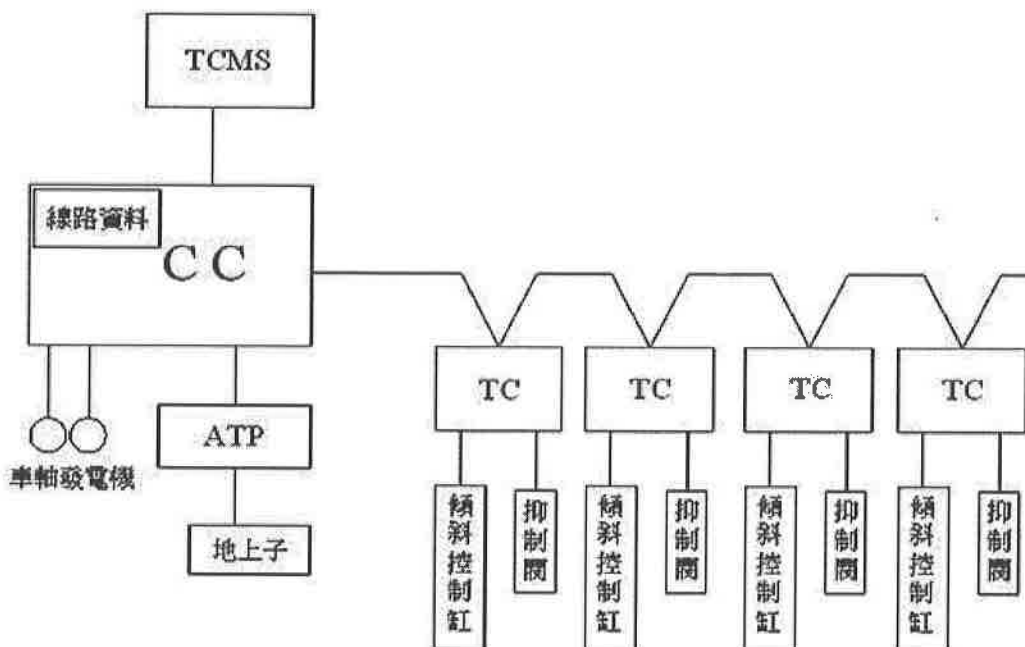 TCMS
線路資料
CC
TC
TC
TC
TC
ATP
車軸發電機
地上子
傾斜控制缸
抑制閥
傾斜控制缸
抑制閥
傾斜控制缸
抑制閥
傾斜控制缸
抑制閥